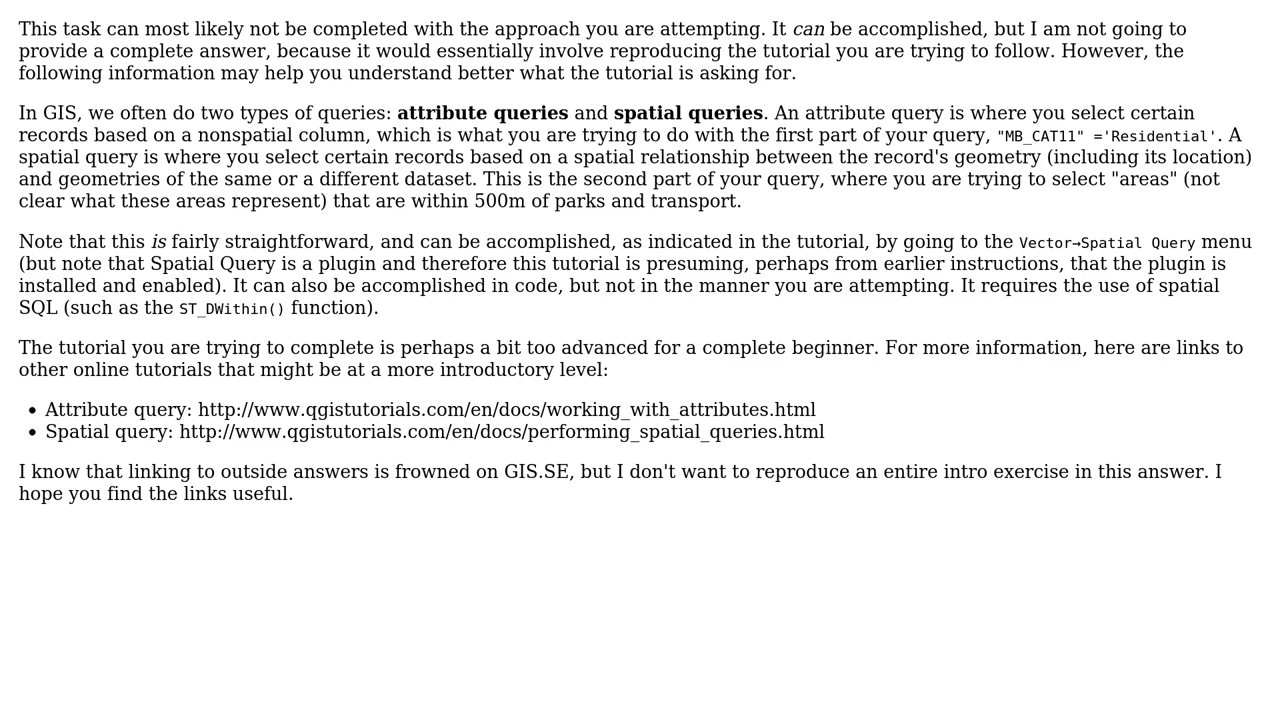 This task can most likely not be completed with the approach you are attempting. It can be accomplished, but I am not going to
provide a complete answer, because it would essentially involve reproducing the tutorial you are trying to follow. However, the
following information may help you understand better what the tutorial is asking for.
In GIS, we often do two types of queries: attribute queries and spatial queries. An attribute query is where you select certain
records based on a nonspatial column, which is what you are trying to do with the first part of your query, "MB_CAT11" ='Residential'. A
spatial query is where you select certain records based on a spatial relationship between the record's geometry (including its location)
and geometries of the same or a different dataset. This is the second part of your query, where you are trying to select "areas" (not
clear what these areas represent) that are within 500m of parks and transport.
Note that this is fairly straightforward, and can be accomplished, as indicated in the tutorial, by going to the Vector→Spatial Query menu
(but note that Spatial Query is a plugin and therefore this tutorial is presuming, perhaps from earlier instructions, that the plugin is
installed and enabled). It can also be accomplished in code, but not in the manner you are attempting. It requires the use of spatial
SQL (such as the ST_DWithin() function).
The tutorial you are trying to complete is perhaps a bit too advanced for a complete beginner. For more information, here are links to
other online tutorials that might be at a more introductory level:
• Attribute query: http://www.qgistutorials.com/en/docs/working_with_attributes.html
• Spatial query: http://www.qgistutorials.com/en/docs/performing_spatial_queries.html
I know that linking to outside answers is frowned on GIS.SE, but I don't want to reproduce an entire intro exercise in this answer. I
hope you find the links useful.